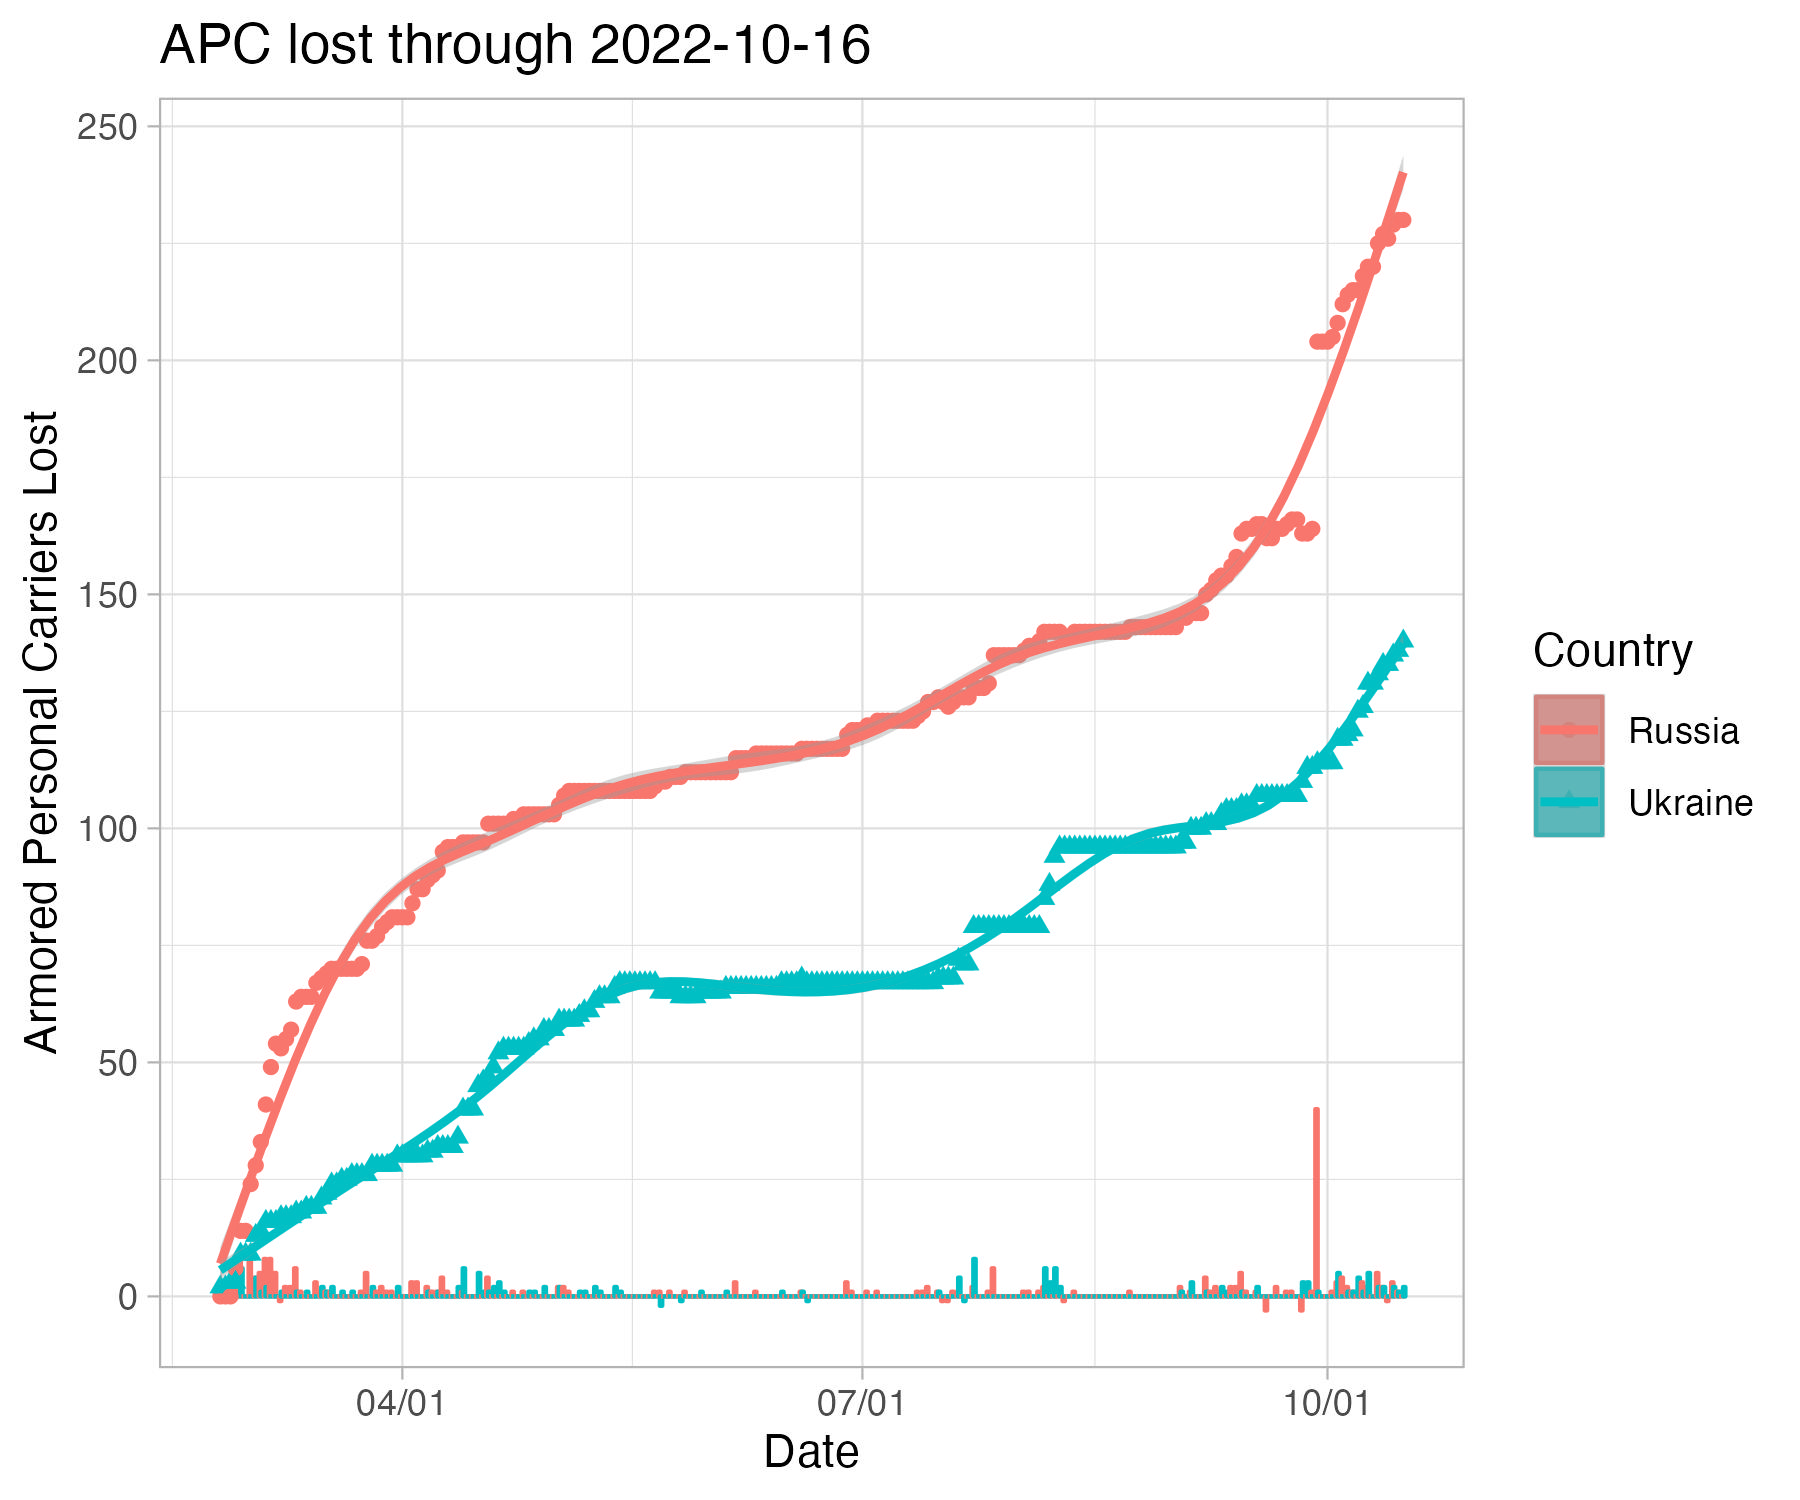 APC lost through 2022-10-16
Armored Personal Carriers Lost
250
200
150
100
50
0
04/01
07/01
10/01
Date
Country
Russia
Ukraine